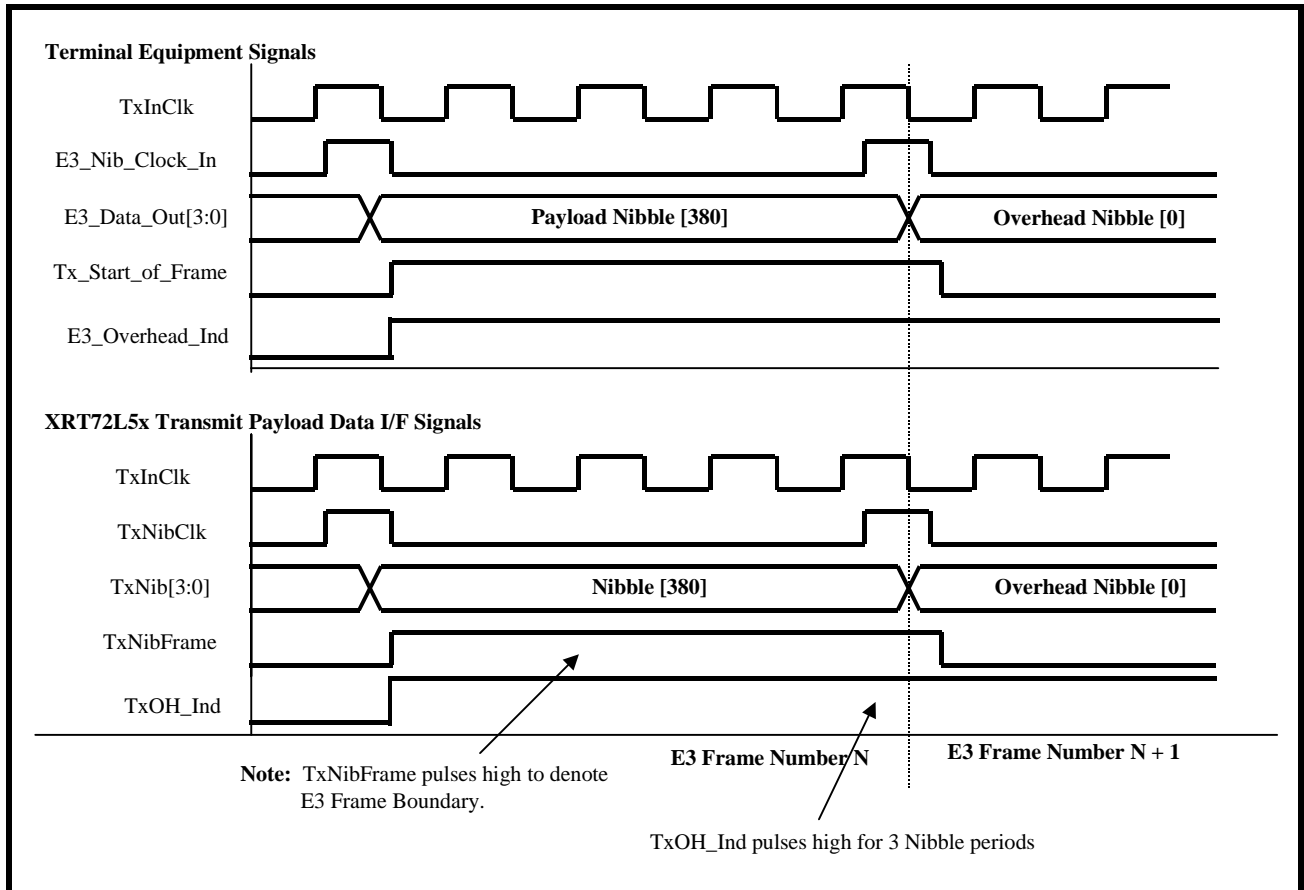 Terminal Equipment Signals
TxInClk
E3_Nib_Clock_In
E3_Data_Out[3:0]
Payload Nibble [380]
Overhead Nibble [0]
Tx_Start_of_Frame
E3_Overhead_Ind
XRT72L5x Transmit Payload Data I/F Signals
TxInClk
TxNibClk
TxNib[3:0]
Nibble [380]
Overhead Nibble [0]
TxNibFrame
TxOH_Ind
E3 Frame Number N
E3 Frame Number N + 1
Note: TxNibFrame pulses high to denote
E3 Frame Boundary.
TxOH_Ind pulses high for 3 Nibble periods